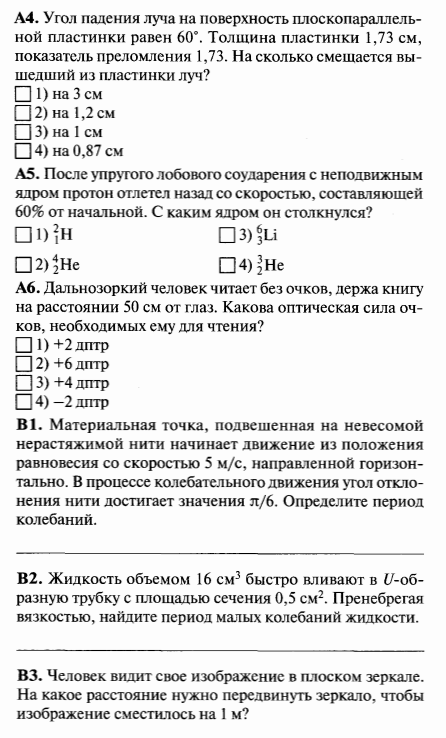 А4. Угол падения луча на поверхность плоскопараллель-
ной пластинки равен 60°. Толщина пластинки 1,73 см,
показатель преломления 1,73. На сколько смещается вы-
шедший из пластинки луч?
1) на 3 см
2) на 1,2 см
3) на 1 см
4) на 0,87 см
А5. После упругого лобового соударения с неподвижным
ядром протон отлетел назад со скоростью, составляющей
60% от начальной. С каким ядром он столкнулся?
1) ²₁H 3) ⁶₃Li
2) ⁴₂He 4) ³₂He
А6. Дальнозоркий человек читает без очков, держа книгу
на расстоянии 50 см от глаз. Какова оптическая сила оч-
ков, необходимых ему для чтения?
1) +2 дптр
2) +6 дптр
3) +4 дптр
4) −2 дптр
В1. Материальная точка, подвешенная на невесомой
нерастяжимой нити начинает движение из положения
равновесия со скоростью 5 м/с, направленной горизон-
тально. В процессе колебательного движения угол откло-
нения нити достигает значения π/6. Определите период
колебаний.
В2. Жидкость объемом 16 см³ быстро вливают в U-об-
разную трубку с площадью сечения 0,5 см². Пренебрегая
вязкостью, найдите период малых колебаний жидкости.
В3. Человек видит свое изображение в плоском зеркале.
На какое расстояние нужно передвинуть зеркало, чтобы
изображение сместилось на 1 м?